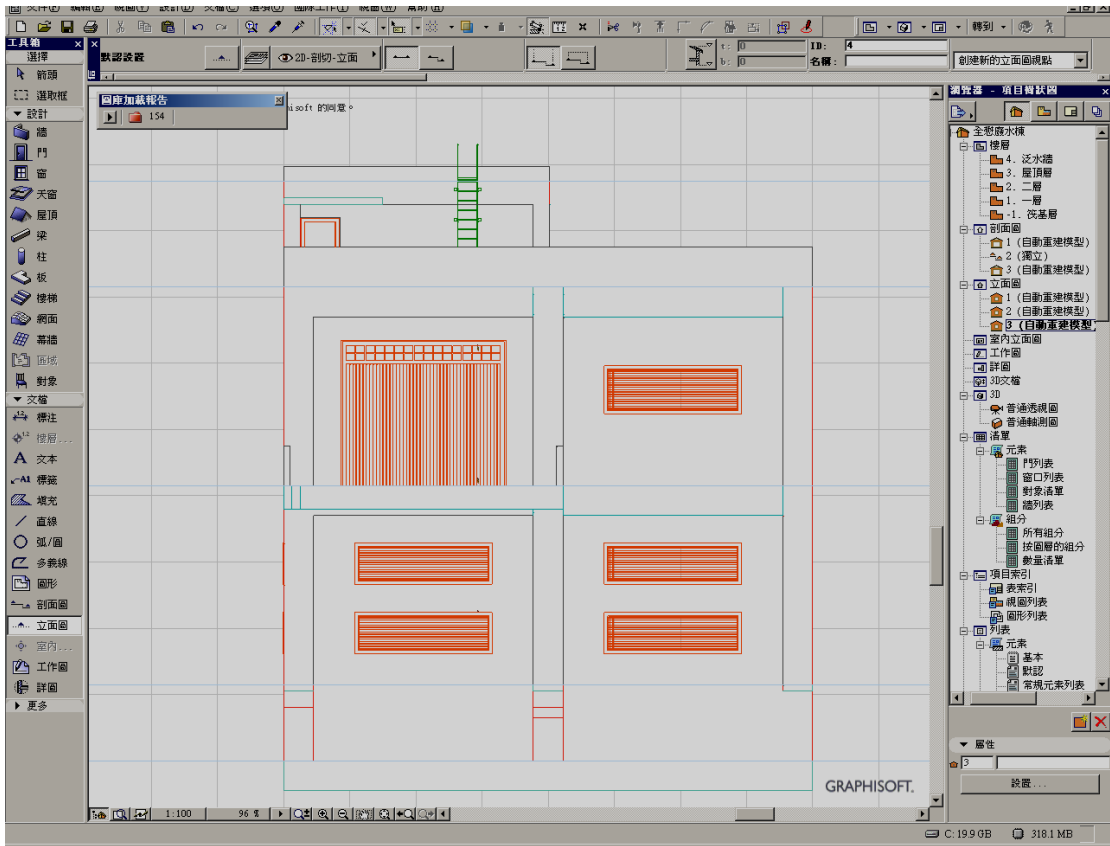 默認設置
2D-剖切-立面
t: 0
b: 0
ID: 4
名稱:
轉到
創建新的立面圖視點
工具箱
選擇
箭頭
選取框
設計
牆
門
窗
天窗
屋頂
梁
柱
板
樓梯
網面
幕牆
區域
對象
文檔
標注
樓層...
A 文本
A1 標籤
填充
直線
弧/圓
多義線
圖形
剖面圖
立面圖
室內...
工作圖
詳圖
更多
圖庫加載報告
154
hisoft 的同意。
GRAPHISOFT.
1:100
96 %
瀏覽器 - 項目樹狀圖
全憨廢水棟
樓層
4. 泛水牆
3. 屋頂層
2. 二層
1. 一層
-1. 筏基層
剖面圖
1 (自動重建模型)
2 (獨立)
3 (自動重建模型)
立面圖
1 (自動重建模型)
2 (自動重建模型)
3 (自動重建模型
室內立面圖
工作圖
詳圖
3D文檔
3D
普通透視圖
普通軸測圖
清單
元素
門列表
窗口列表
對象清單
牆列表
組分
所有組分
按圖層的組分
數量清單
項目索引
表索引
視圖列表
圖形列表
列表
元素
基本
默認
常規元素列表
屬性
3
設置...
C: 19.9 GB
318.1 MB